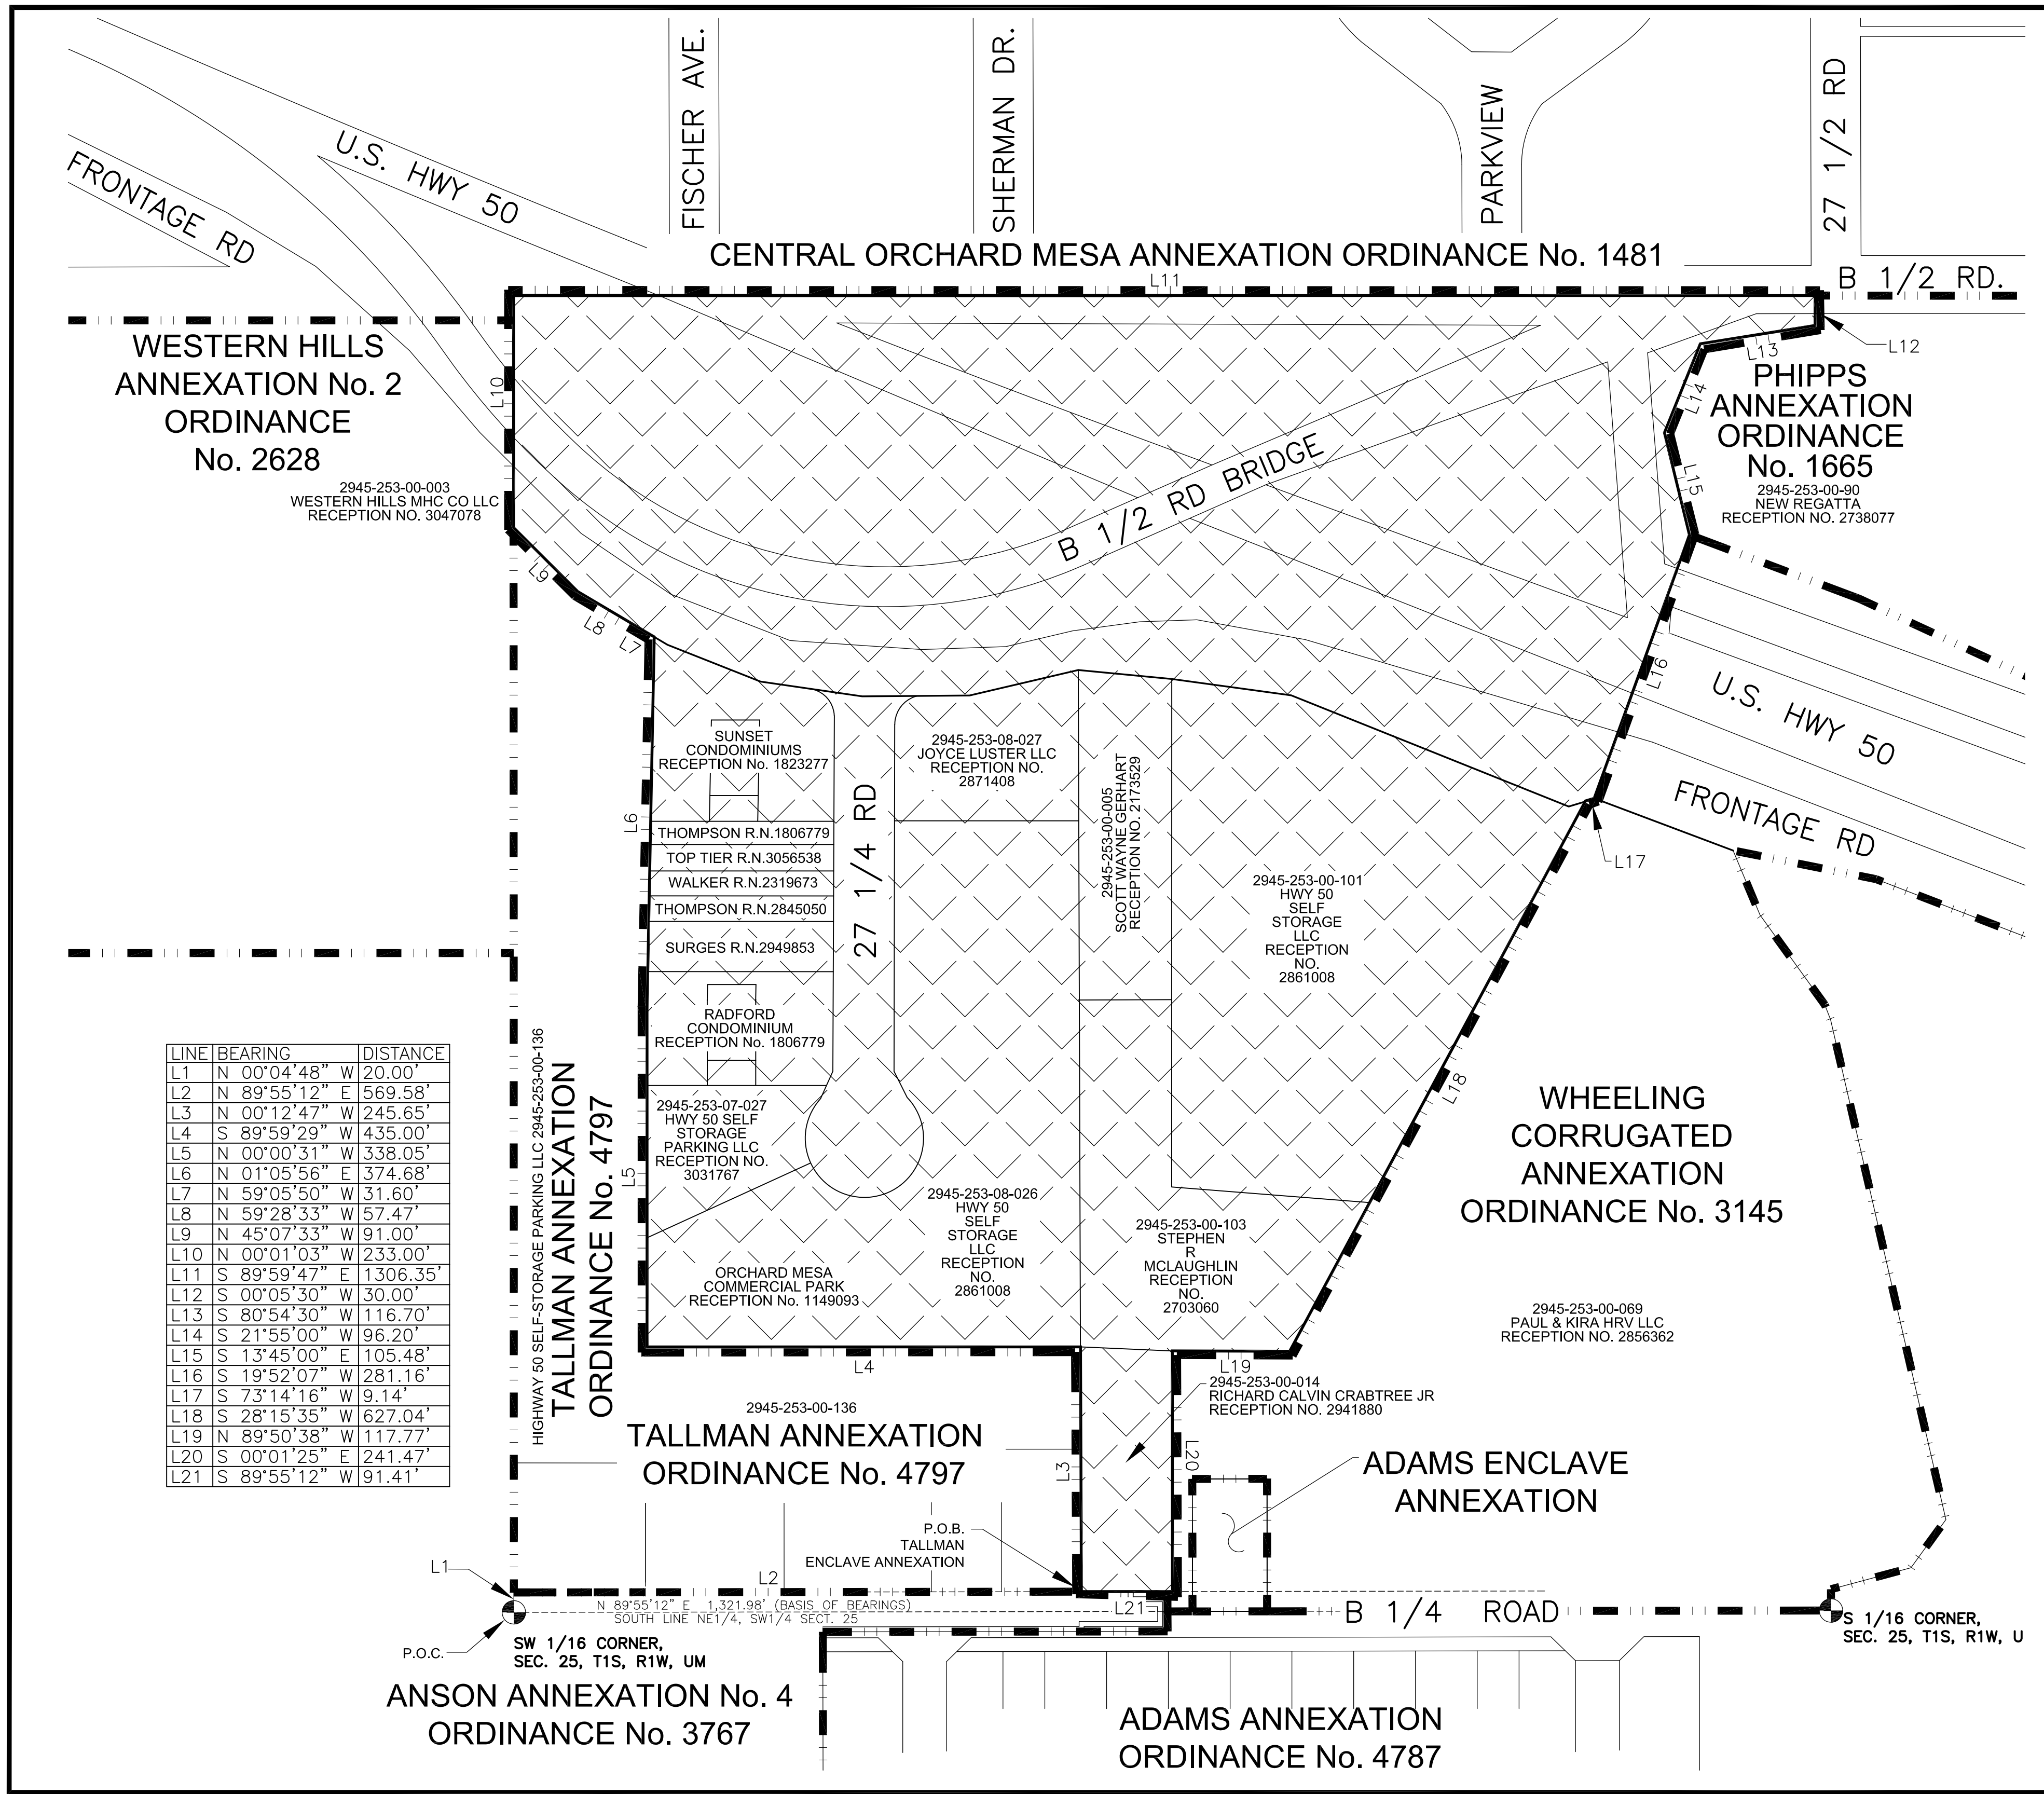 FISCHER AVE.
SHERMAN DR.
PARKVIEW
27 1/2 RD
U.S. HWY 50
FRONTAGE RD
CENTRAL ORCHARD MESA ANNEXATION ORDINANCE No. 1481
L11
B 1/2 RD.
WESTERN HILLS
ANNEXATION No. 2
ORDINANCE
No. 2628
2945-253-00-003
WESTERN HILLS MHC CO LLC
RECEPTION NO. 3047078
L10
L12
L13
L14
L15
PHIPPS
ANNEXATION
ORDINANCE
No. 1665
2945-253-00-90
NEW REGATTA
RECEPTION NO. 2738077
B 1/2 RD BRIDGE
L9
L8
L7
L16
U.S. HWY 50
FRONTAGE RD
L17
SUNSET
CONDOMINIUMS
RECEPTION No. 1823277
THOMPSON R.N.1806779
TOP TIER R.N.3056538
WALKER R.N.2319673
THOMPSON R.N.2845050
SURGES R.N.2949853
RADFORD
CONDOMINIUM
RECEPTION No. 1806779
L6
27 1/4 RD
2945-253-08-027
JOYCE LUSTER LLC
RECEPTION NO.
2871408
2945-253-00-005
SCOTT WAYNE GERHART
RECEPTION NO. 2173529
2945-253-00-101
HWY 50
SELF
STORAGE
LLC
RECEPTION
NO.
2861008
LINE BEARING DISTANCE
L1 N 00°04'48" W 20.00'
L2 N 89°55'12" E 569.58'
L3 N 00°12'47" W 245.65'
L4 S 89°59'29" W 435.00'
L5 N 00°00'31" W 338.05'
L6 N 01°05'56" E 374.68'
L7 N 59°05'50" W 31.60'
L8 N 59°28'33" W 57.47'
L9 N 45°07'33" W 91.00'
L10 N 00°01'03" W 233.00'
L11 S 89°59'47" E 1306.35'
L12 S 00°05'30" W 30.00'
L13 S 80°54'30" W 116.70'
L14 S 21°55'00" W 96.20'
L15 S 13°45'00" E 105.48'
L16 S 19°52'07" W 281.16'
L17 S 73°14'16" W 9.14'
L18 S 28°15'35" W 627.04'
L19 N 89°50'38" W 117.77'
L20 S 00°01'25" E 241.47'
L21 S 89°55'12" W 91.41'
HIGHWAY 50 SELF-STORAGE PARKING LLC 2945-253-00-136
TALLMAN ANNEXATION
ORDINANCE No. 4797
L5
2945-253-07-027
HWY 50 SELF
STORAGE
PARKING LLC
RECEPTION NO.
3031767
ORCHARD MESA
COMMERCIAL PARK
RECEPTION No. 1149093
2945-253-08-026
HWY 50
SELF
STORAGE
LLC
RECEPTION
NO.
2861008
2945-253-00-103
STEPHEN
R
MCLAUGHLIN
RECEPTION
NO.
2703060
L18
WHEELING
CORRUGATED
ANNEXATION
ORDINANCE No. 3145
2945-253-00-069
PAUL & KIRA HRV LLC
RECEPTION NO. 2856362
L4
L19
2945-253-00-014
RICHARD CALVIN CRABTREE JR
RECEPTION NO. 2941880
2945-253-00-136
TALLMAN ANNEXATION
ORDINANCE No. 4797
L3
L20
ADAMS ENCLAVE
ANNEXATION
P.O.B.
TALLMAN
ENCLAVE ANNEXATION
L1
L2
N 89°55'12" E 1,321.98' (BASIS OF BEARINGS)
SOUTH LINE NE1/4, SW1/4 SECT. 25
L21
B 1/4 ROAD
P.O.C.
SW 1/16 CORNER,
SEC. 25, T1S, R1W, UM
S 1/16 CORNER,
SEC. 25, T1S, R1W, U
ANSON ANNEXATION No. 4
ORDINANCE No. 3767
ADAMS ANNEXATION
ORDINANCE No. 4787